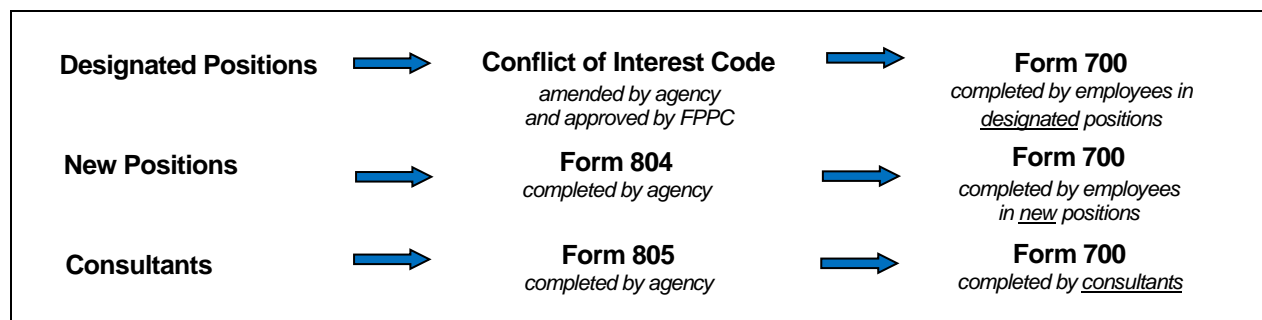 Designated Positions
Conflict of Interest Code
amended by agency
and approved by FPPC
Form 700
completed by employees in
designated positions
New Positions
Form 804
completed by agency
Form 700
completed by employees
in new positions
Consultants
Form 805
completed by agency
Form 700
completed by consultants